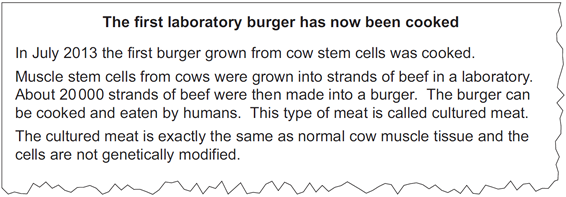 The first laboratory burger has now been cooked
In July 2013 the first burger grown from cow stem cells was cooked.
Muscle stem cells from cows were grown into strands of beef in a laboratory.
About 20 000 strands of beef were then made into a burger. The burger can
be cooked and eaten by humans. This type of meat is called cultured meat.
The cultured meat is exactly the same as normal cow muscle tissue and the
cells are not genetically modified.